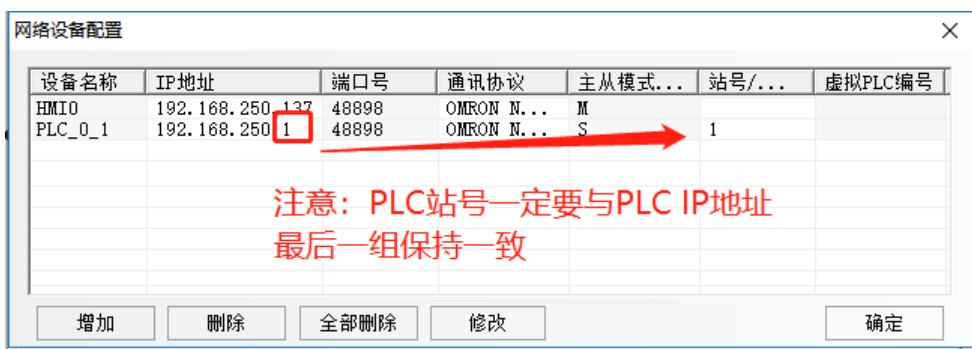 网络设备配置
设备名称 IP地址 端口号 通讯协议 主从模式... 站号/... 虚拟PLC编号
HMI0 192.168.250.137 48898 OMRON N... M
PLC_0_1 192.168.250.1 48898 OMRON N... S 1
注意：PLC站号一定要与PLC IP地址
最后一组保持一致
增加 删除 全部删除 修改 确定